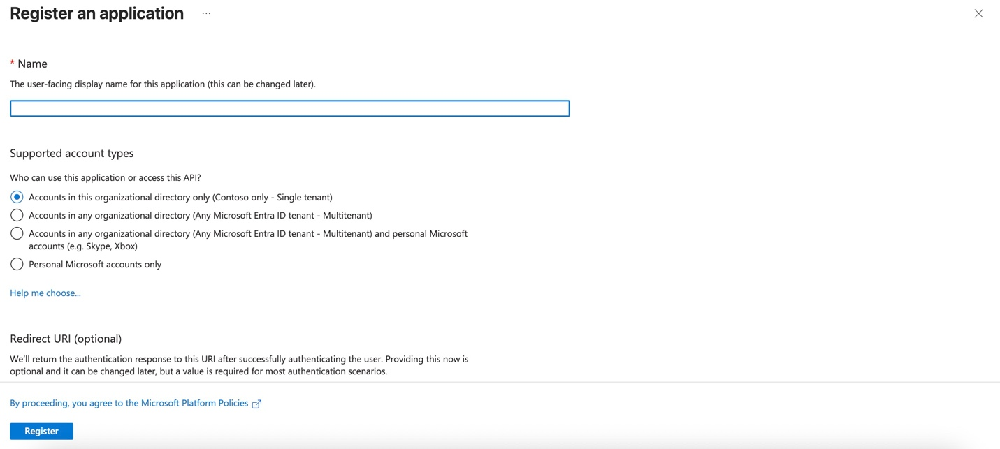 Register an application
...
* Name
The user-facing display name for this application (this can be changed later).
Supported account types
Who can use this application or access this API?
Accounts in this organizational directory only (Contoso only - Single tenant)
Accounts in any organizational directory (Any Microsoft Entra ID tenant - Multitenant)
Accounts in any organizational directory (Any Microsoft Entra ID tenant - Multitenant) and personal Microsoft
accounts (e.g. Skype, Xbox)
Personal Microsoft accounts only
Help me choose...
Redirect URI (optional)
We'll return the authentication response to this URI after successfully authenticating the user. Providing this now is
optional and it can be changed later, but a value is required for most authentication scenarios.
By proceeding, you agree to the Microsoft Platform Policies
Register